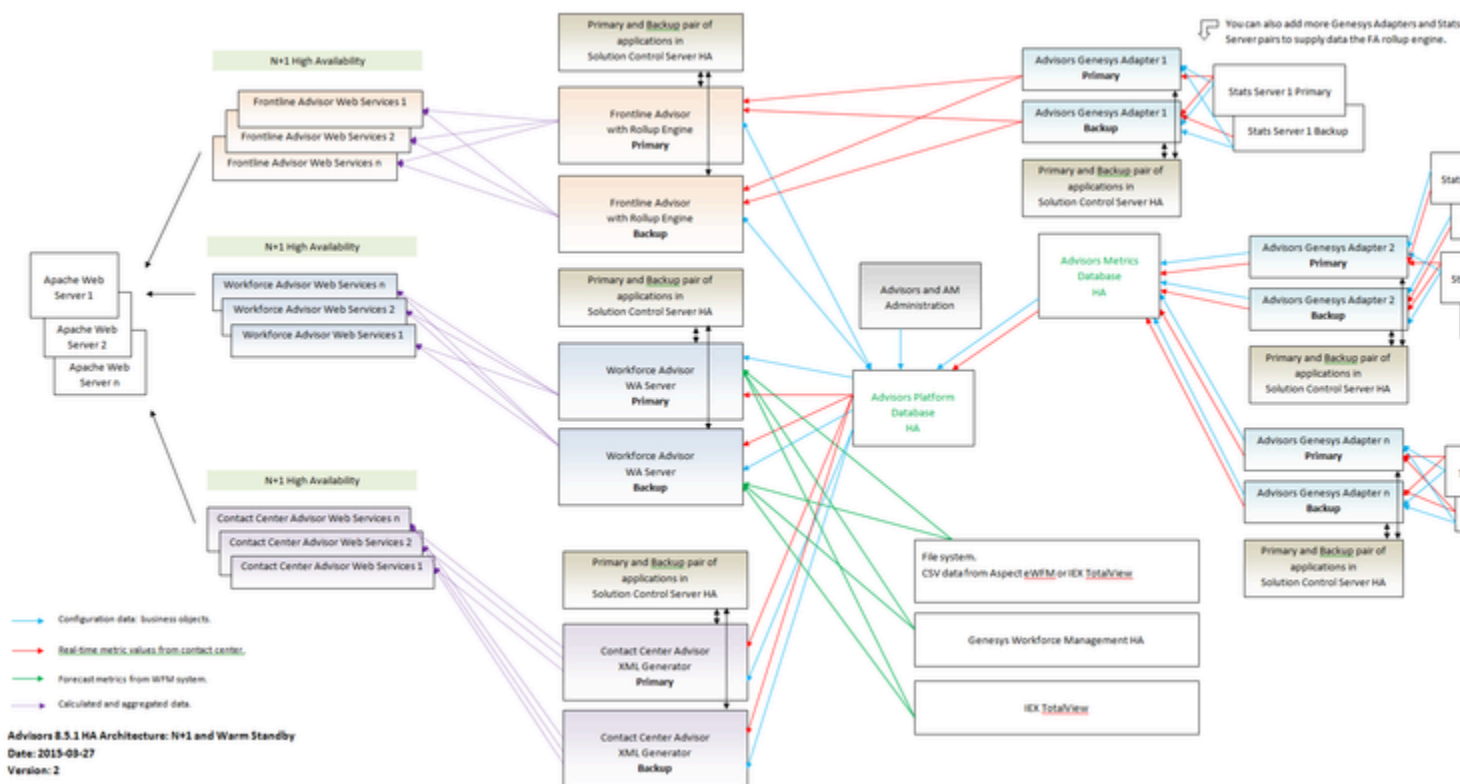 Primary and Backup pair of
applications in
Solution Control Server HA
You can also add more Genesys Adapters and Stats
Server pairs to supply data the FA rollup engine.
N+1 High Availability
Frontline Advisor Web Services 1
Frontline Advisor Web Services 2
Frontline Advisor Web Services n
Frontline Advisor
with Rollup Engine
Primary
Frontline Advisor
with Rollup Engine
Backup
Advisors Genesys Adapter 1
Primary
Advisors Genesys Adapter 1
Backup
Stats Server 1 Primary
Stats Server 1 Backup
Primary and Backup pair of
applications in
Solution Control Server HA
N+1 High Availability
Apache Web
Server 1
Apache Web
Server 2
Apache Web
Server n
Workforce Advisor Web Services n
Workforce Advisor Web Services 2
Workforce Advisor Web Services 1
Primary and Backup pair of
applications in
Solution Control Server HA
Workforce Advisor
WA Server
Primary
Workforce Advisor
WA Server
Backup
Advisors and AM
Administration
Advisors Metrics
Database
HA
Advisors Platform
Database
HA
Advisors Genesys Adapter 2
Primary
Advisors Genesys Adapter 2
Backup
Primary and Backup pair of
applications in
Solution Control Server HA
Advisors Genesys Adapter n
Primary
Advisors Genesys Adapter n
Backup
Primary and Backup pair of
applications in
Solution Control Server HA
N+1 High Availability
Contact Center Advisor Web Services n
Contact Center Advisor Web Services 2
Contact Center Advisor Web Services 1
Primary and Backup pair of
applications in
Solution Control Server HA
Contact Center Advisor
XML Generator
Primary
Contact Center Advisor
XML Generator
Backup
File system.
CSV data from Aspect eWFM or IEX TotalView
Genesys Workforce Management HA
IEX TotalView
Configuration data: business objects.
Real-time metric values from contact center.
Forecast metrics from WFM system.
Calculated and aggregated data.
Advisors 8.5.1 HA Architecture: N+1 and Warm Standby
Date: 2015-03-27
Version: 2